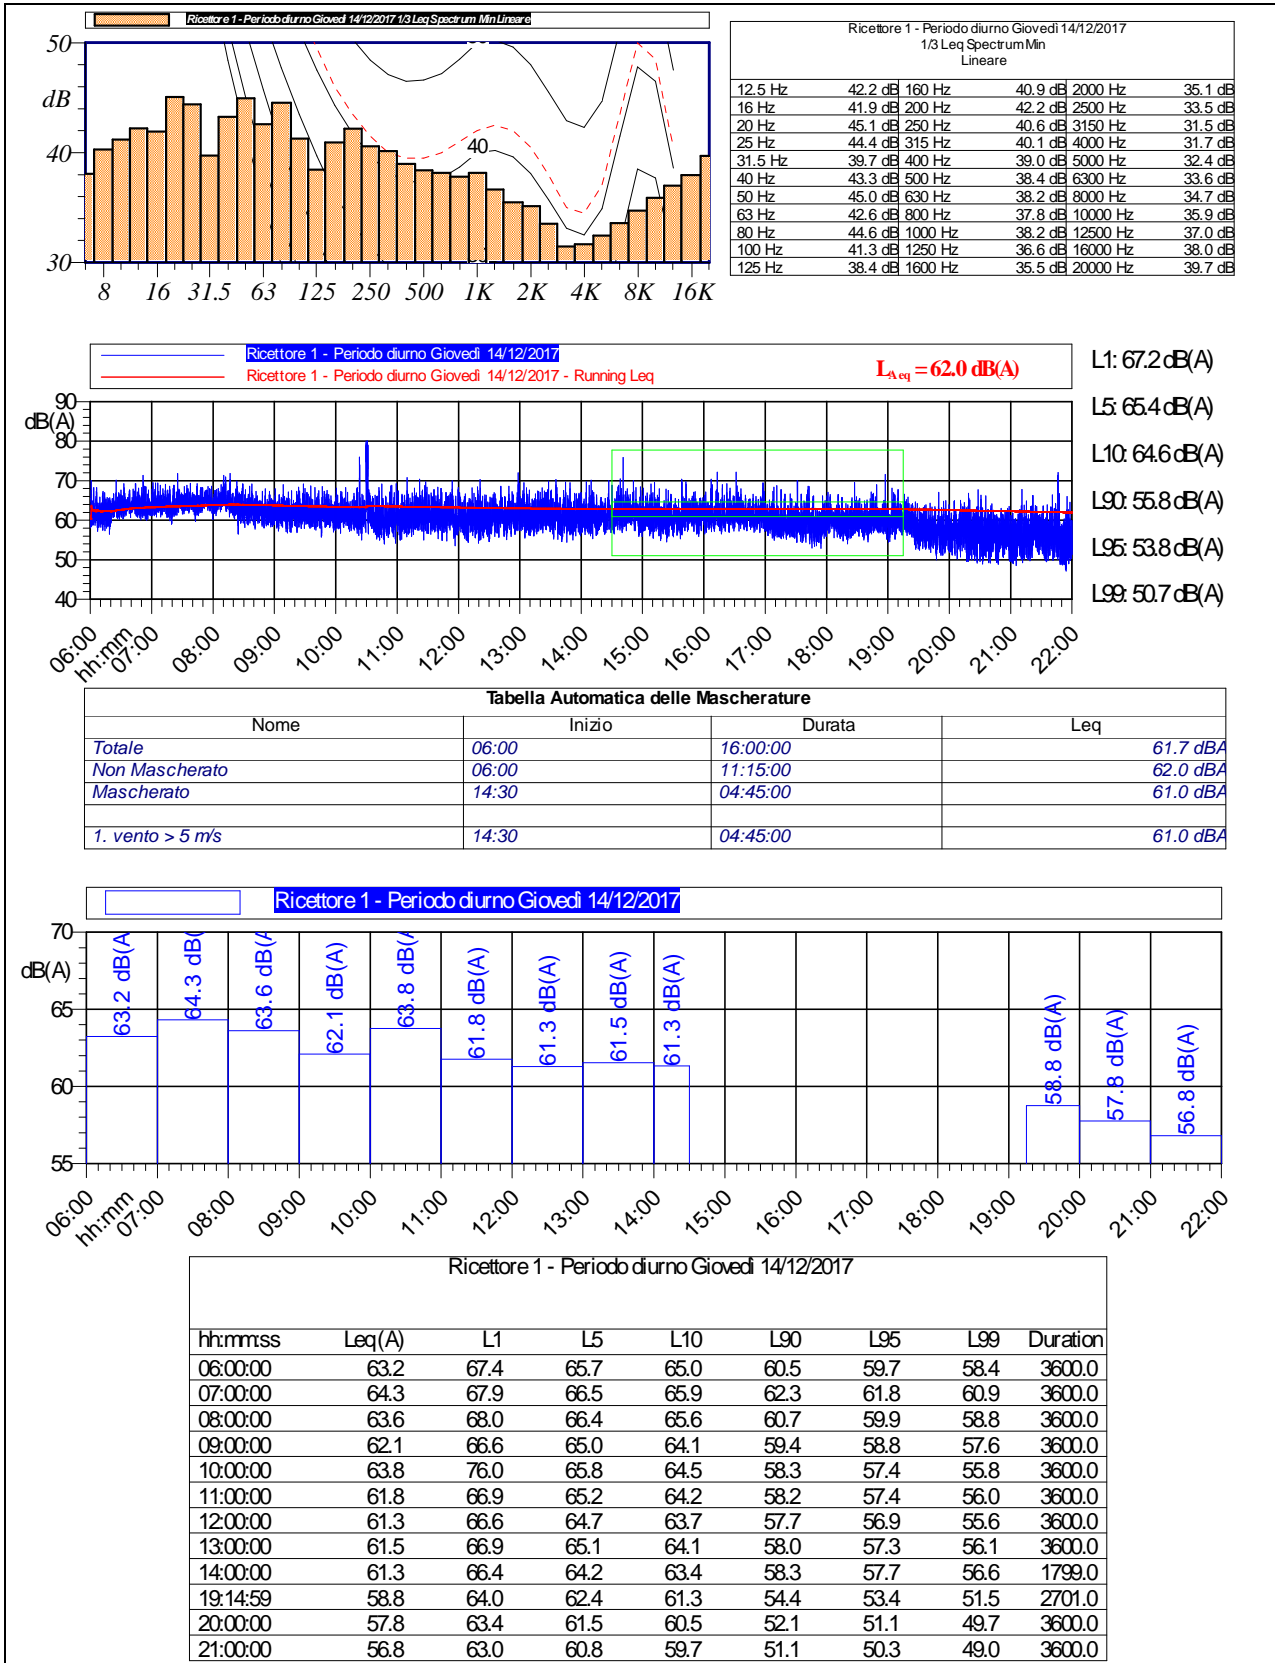 Ricettore 1 - Periodo diurno Giovedì 14/12/2017 1/3 Leq Spectrum Min Lineare
50
dB
40
30
40
8 16 31.5 63 125 250 500 1K 2K 4K 8K 16K
Ricettore 1 - Periodo diurno Giovedì 14/12/2017
1/3 Leq Spectrum Min
Lineare
12.5 Hz 42.2 dB 160 Hz 40.9 dB 2000 Hz 35.1 dB
16 Hz 41.9 dB 200 Hz 42.2 dB 2500 Hz 33.5 dB
20 Hz 45.1 dB 250 Hz 40.6 dB 3150 Hz 31.5 dB
25 Hz 44.4 dB 315 Hz 40.1 dB 4000 Hz 31.7 dB
31.5 Hz 39.7 dB 400 Hz 39.0 dB 5000 Hz 32.4 dB
40 Hz 43.3 dB 500 Hz 38.4 dB 6300 Hz 33.6 dB
50 Hz 45.0 dB 630 Hz 38.2 dB 8000 Hz 34.7 dB
63 Hz 42.6 dB 800 Hz 37.8 dB 10000 Hz 35.9 dB
80 Hz 44.6 dB 1000 Hz 38.2 dB 12500 Hz 37.0 dB
100 Hz 41.3 dB 1250 Hz 36.6 dB 16000 Hz 38.0 dB
125 Hz 38.4 dB 1600 Hz 35.5 dB 20000 Hz 39.7 dB
Ricettore 1 - Periodo diurno Giovedì 14/12/2017
Ricettore 1 - Periodo diurno Giovedì 14/12/2017 - Running Leq
LAeq = 62.0 dB(A)
90
dB(A)
80
70
60
50
40
06:00 07:00 08:00 09:00 10:00 11:00 12:00 13:00 14:00 15:00 16:00 17:00 18:00 19:00 20:00 21:00 22:00
hh:mm
L1: 67.2 dB(A)
L5: 65.4 dB(A)
L10: 64.6 dB(A)
L90: 55.8 dB(A)
L95: 53.8 dB(A)
L99: 50.7 dB(A)
Tabella Automatica delle Mascherature
Nome Inizio Durata Leq
Totale 06:00 16:00:00 61.7 dBA
Non Mascherato 06:00 11:15:00 62.0 dBA
Mascherato 14:30 04:45:00 61.0 dBA
1. vento > 5 m/s 14:30 04:45:00 61.0 dBA
Ricettore 1 - Periodo diurno Giovedì 14/12/2017
70
dB(A)
65
60
55
63.2 dB(A
64.3 dB(
63.6 dB(A
62.1 dB(A)
63.8 dB(A
61.8 dB(A)
61.3 dB(A)
61.5 dB(A)
61.3 dB(A)
58.8 dB(A)
57.8 dB(A)
56.8 dB(A)
06:00 07:00 08:00 09:00 10:00 11:00 12:00 13:00 14:00 15:00 16:00 17:00 18:00 19:00 20:00 21:00 22:00
hh:mm
Ricettore 1 - Periodo diurno Giovedì 14/12/2017
hh:mm:ss Leq(A) L1 L5 L10 L90 L95 L99 Duration
06:00:00 63.2 67.4 65.7 65.0 60.5 59.7 58.4 3600.0
07:00:00 64.3 67.9 66.5 65.9 62.3 61.8 60.9 3600.0
08:00:00 63.6 68.0 66.4 65.6 60.7 59.9 58.8 3600.0
09:00:00 62.1 66.6 65.0 64.1 59.4 58.8 57.6 3600.0
10:00:00 63.8 76.0 65.8 64.5 58.3 57.4 55.8 3600.0
11:00:00 61.8 66.9 65.2 64.2 58.2 57.4 56.0 3600.0
12:00:00 61.3 66.6 64.7 63.7 57.7 56.9 55.6 3600.0
13:00:00 61.5 66.9 65.1 64.1 58.0 57.3 56.1 3600.0
14:00:00 61.3 66.4 64.2 63.4 58.3 57.7 56.6 1799.0
19:14:59 58.8 64.0 62.4 61.3 54.4 53.4 51.5 2701.0
20:00:00 57.8 63.4 61.5 60.5 52.1 51.1 49.7 3600.0
21:00:00 56.8 63.0 60.8 59.7 51.1 50.3 49.0 3600.0